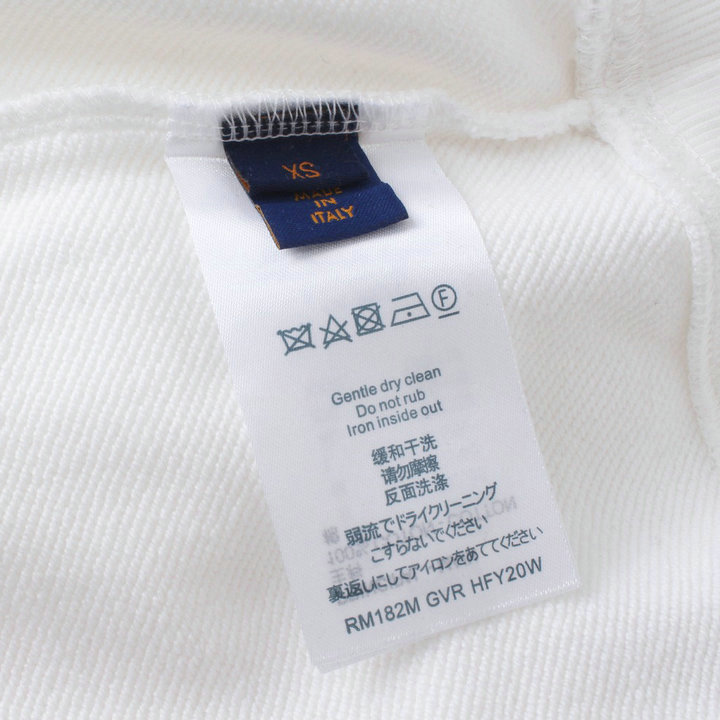 XS
MADE
IN
ITALY
F
Gentle dry clean
Do not rub
Iron inside out
缓和干洗
请勿摩擦
反面洗涤
弱流でドライクリーニング
こすらないでください
裏返しにしてアイロンをあててください
RM182M GVR HFY20W